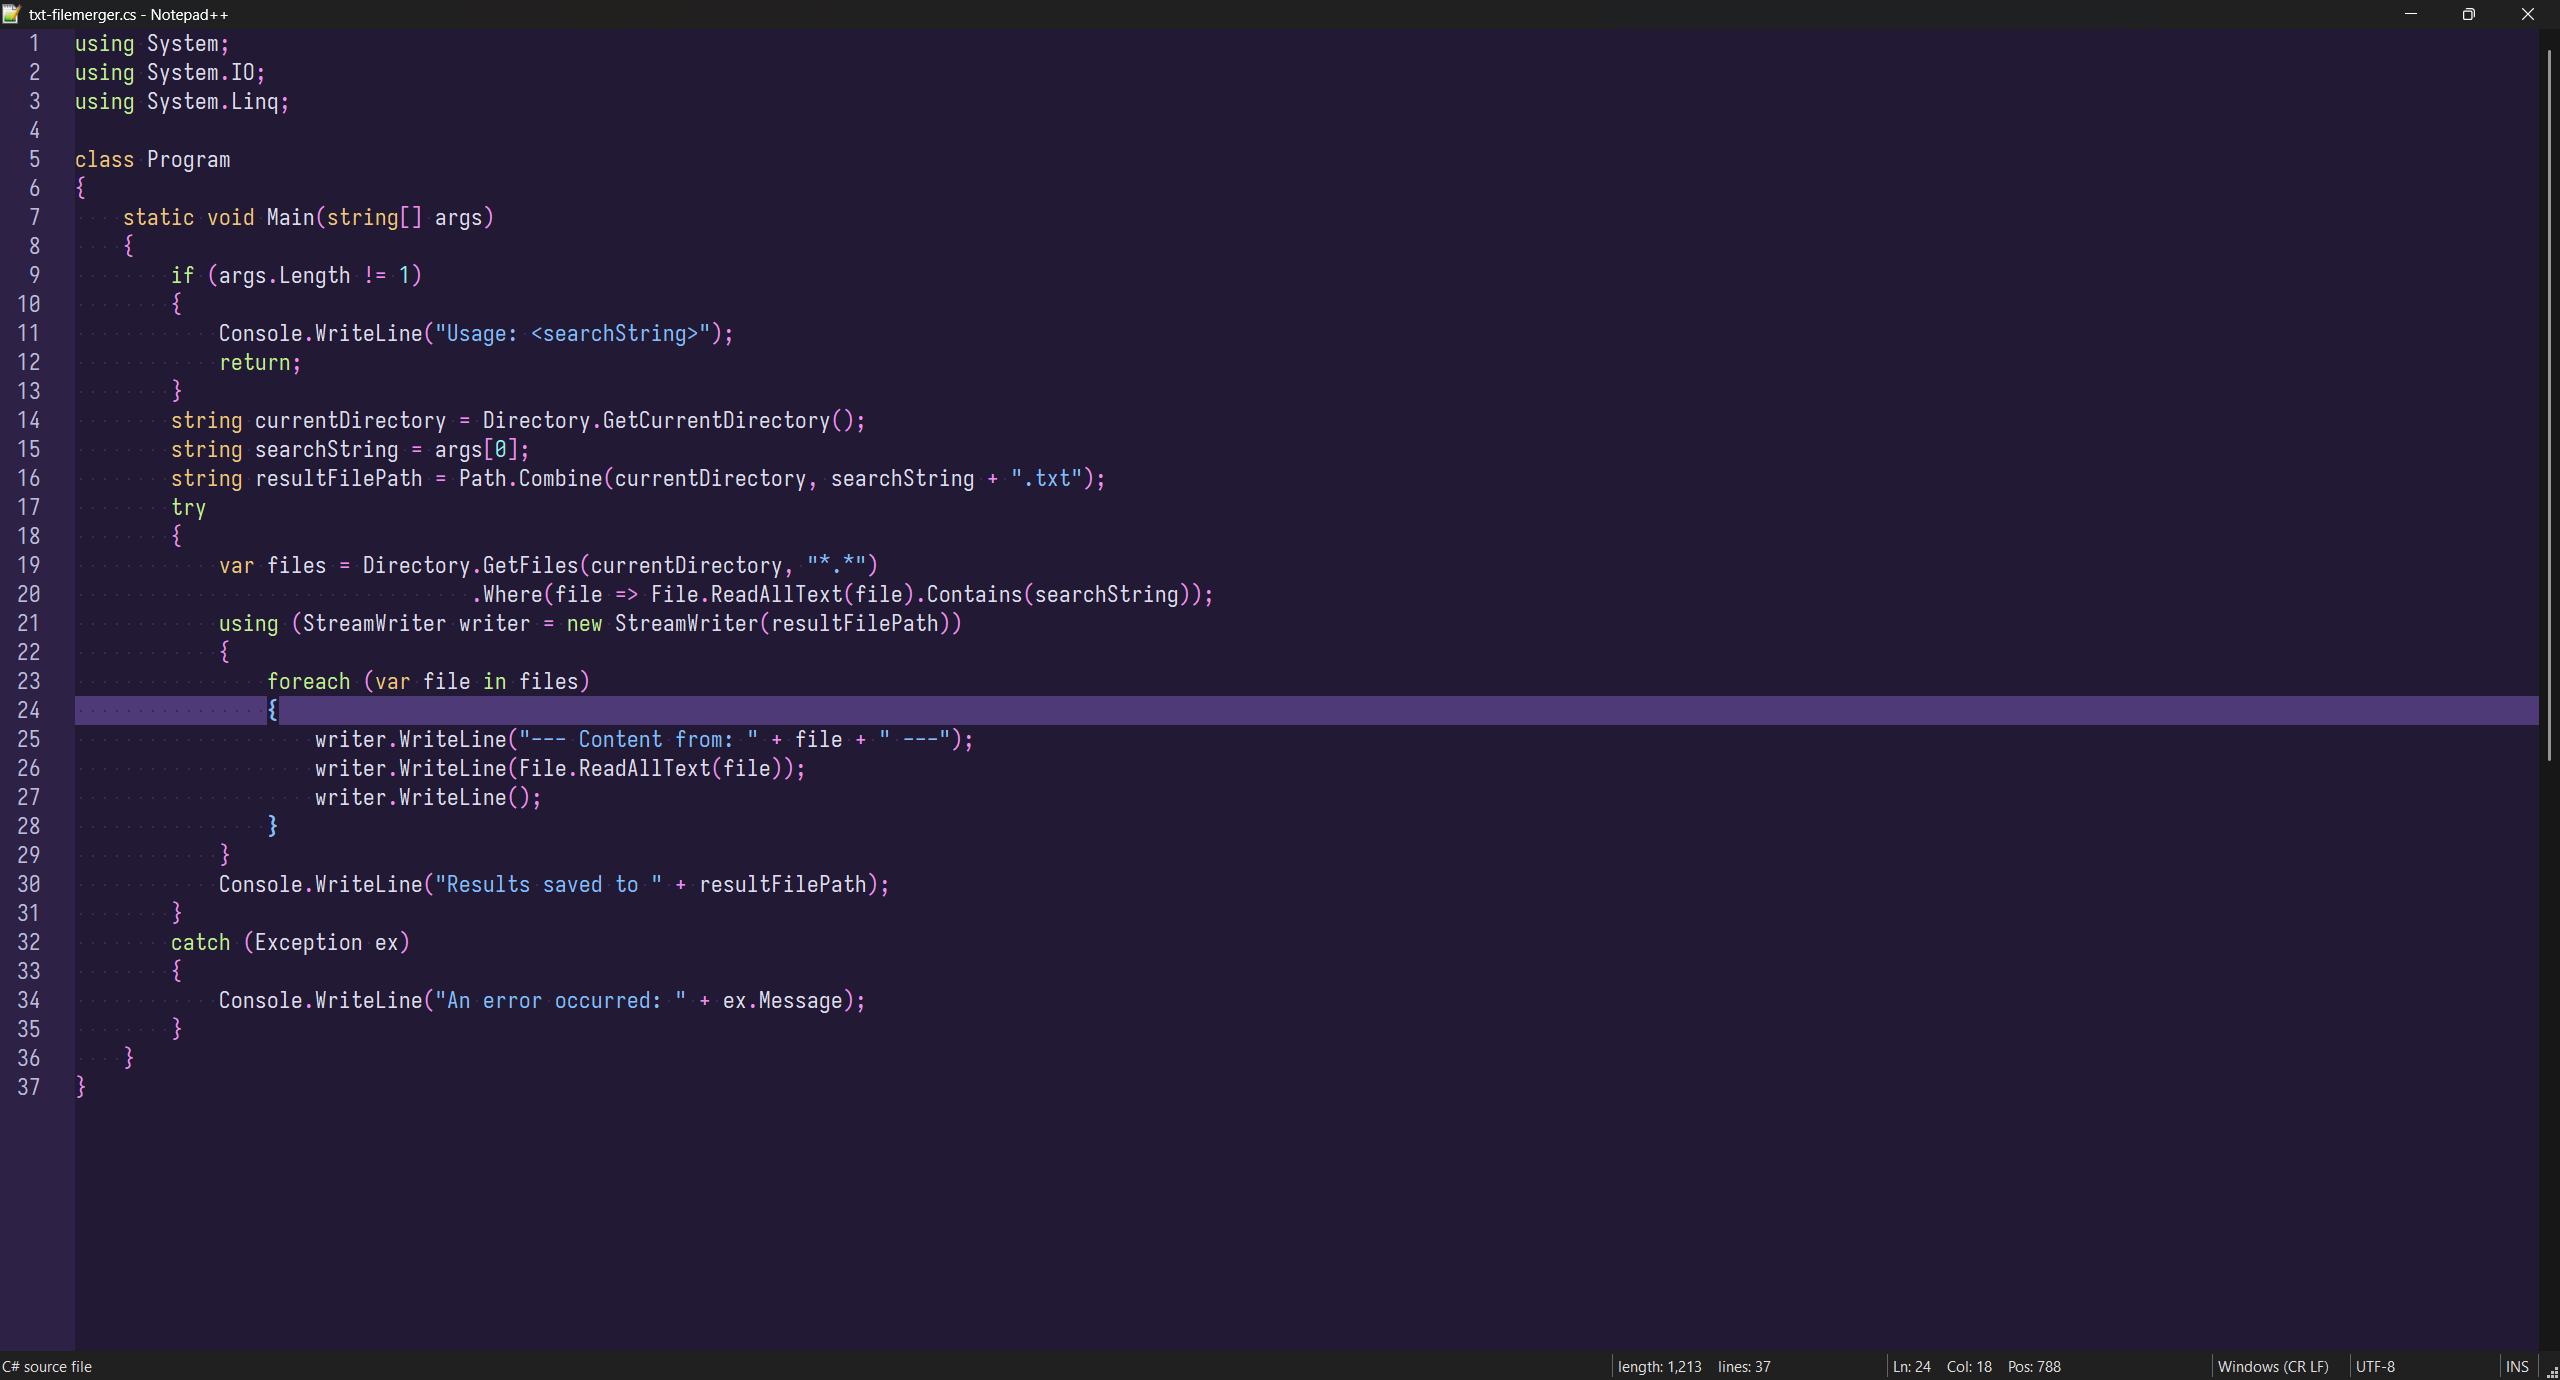 txt-filemerger.cs - Notepad++
1 using System;
2 using System.IO;
3 using System.Linq;
4
5 class Program
6 {
7     static void Main(string[] args)
8     {
9         if (args.Length != 1)
10         {
11             Console.WriteLine("Usage: <searchString>");
12             return;
13         }
14         string currentDirectory = Directory.GetCurrentDirectory();
15         string searchString = args[0];
16         string resultFilePath = Path.Combine(currentDirectory, searchString + ".txt");
17         try
18         {
19             var files = Directory.GetFiles(currentDirectory, "*.*")
20                                  .Where(file => File.ReadAllText(file).Contains(searchString));
21             using (StreamWriter writer = new StreamWriter(resultFilePath))
22             {
23                 foreach (var file in files)
24                 {
25                     writer.WriteLine("--- Content from: " + file + " ---");
26                     writer.WriteLine(File.ReadAllText(file));
27                     writer.WriteLine();
28                 }
29             }
30             Console.WriteLine("Results saved to " + resultFilePath);
31         }
32         catch (Exception ex)
33         {
34             Console.WriteLine("An error occurred: " + ex.Message);
35         }
36     }
37 }
C# source file length: 1,213 lines: 37 Ln: 24 Col: 18 Pos: 788 Windows (CR LF) UTF-8 INS